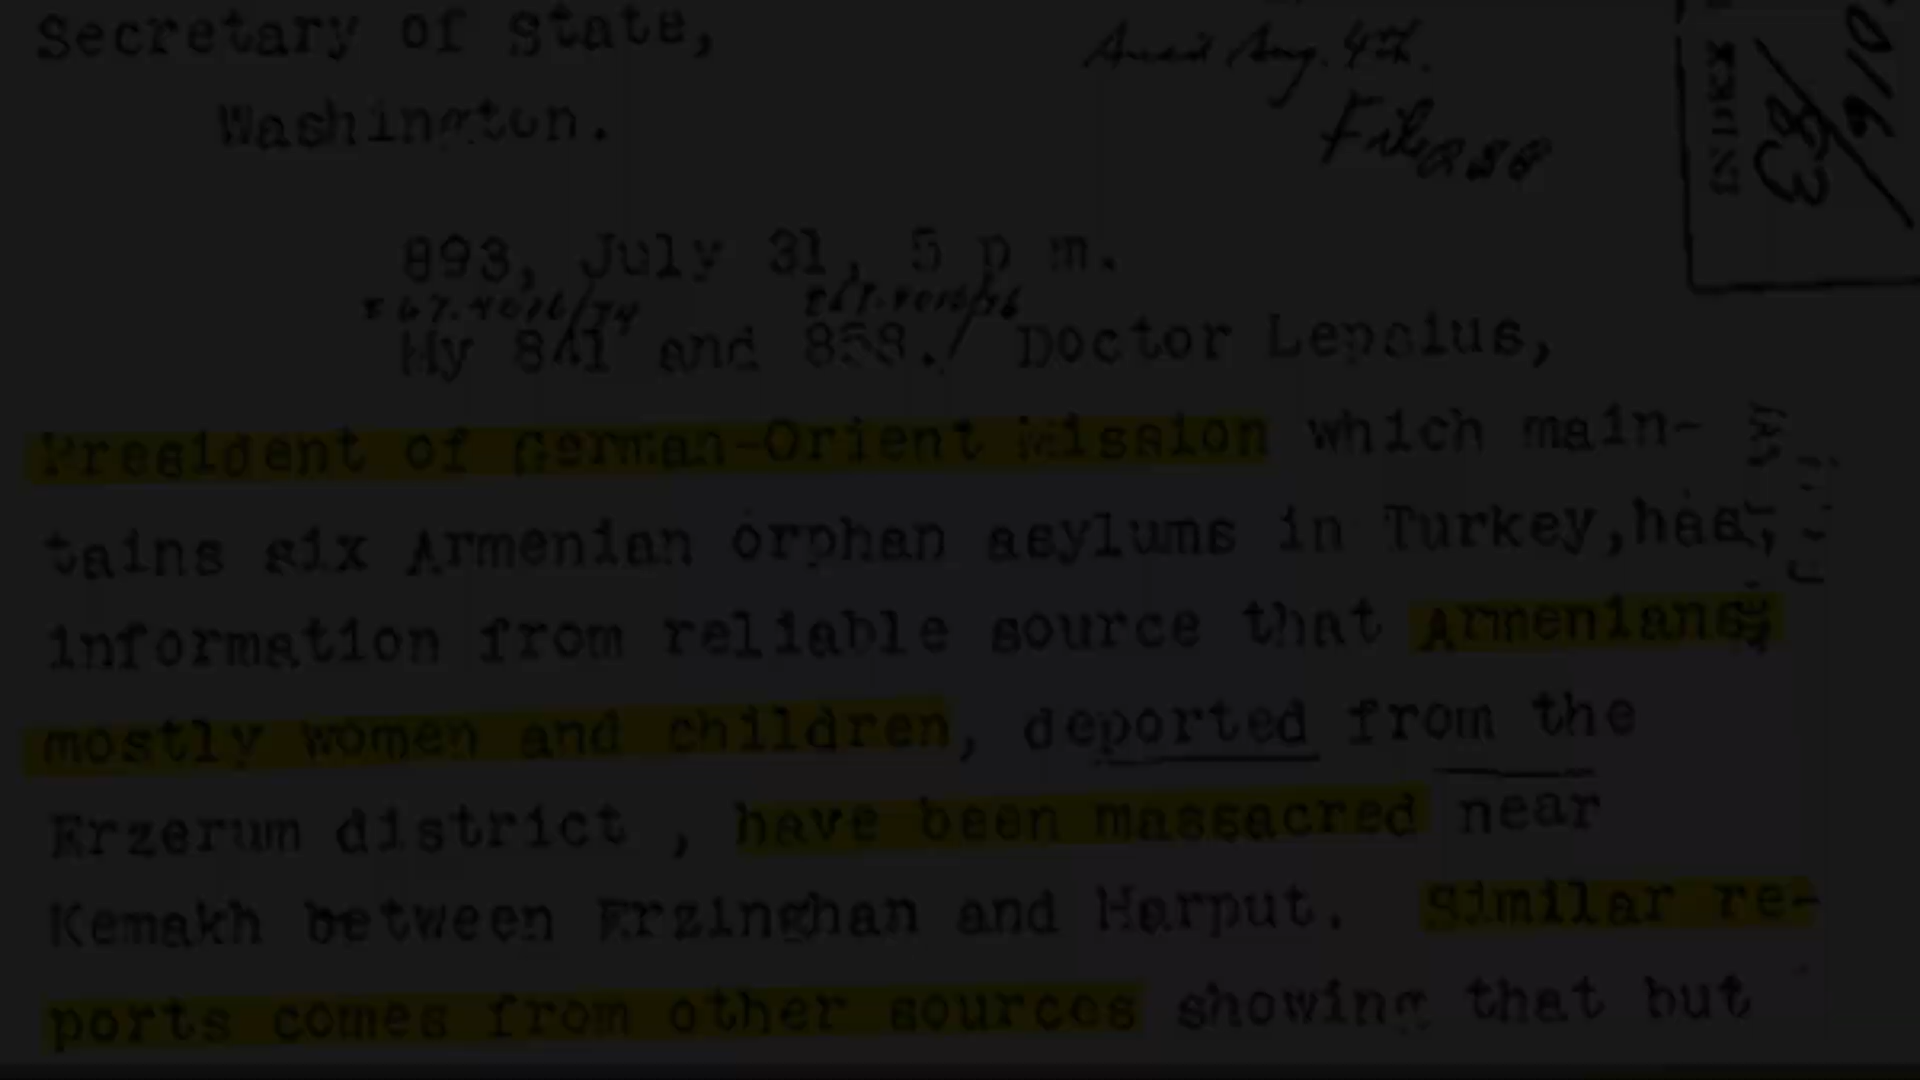 Secretary of State,
Washington.
Aug. 4th.
File
893, July 31, 5 p m.
My 841 and 858. Doctor Lepsius,
President of German-Orient Mission which main-
tains six Armenian orphan asylums in Turkey, has,
information from reliable source that Armenians,
mostly women and children, deported from the
Erzerum district , have been massacred near
Kemakh between Erzinghan and Harput. Similar re-
ports comes from other sources showing that but